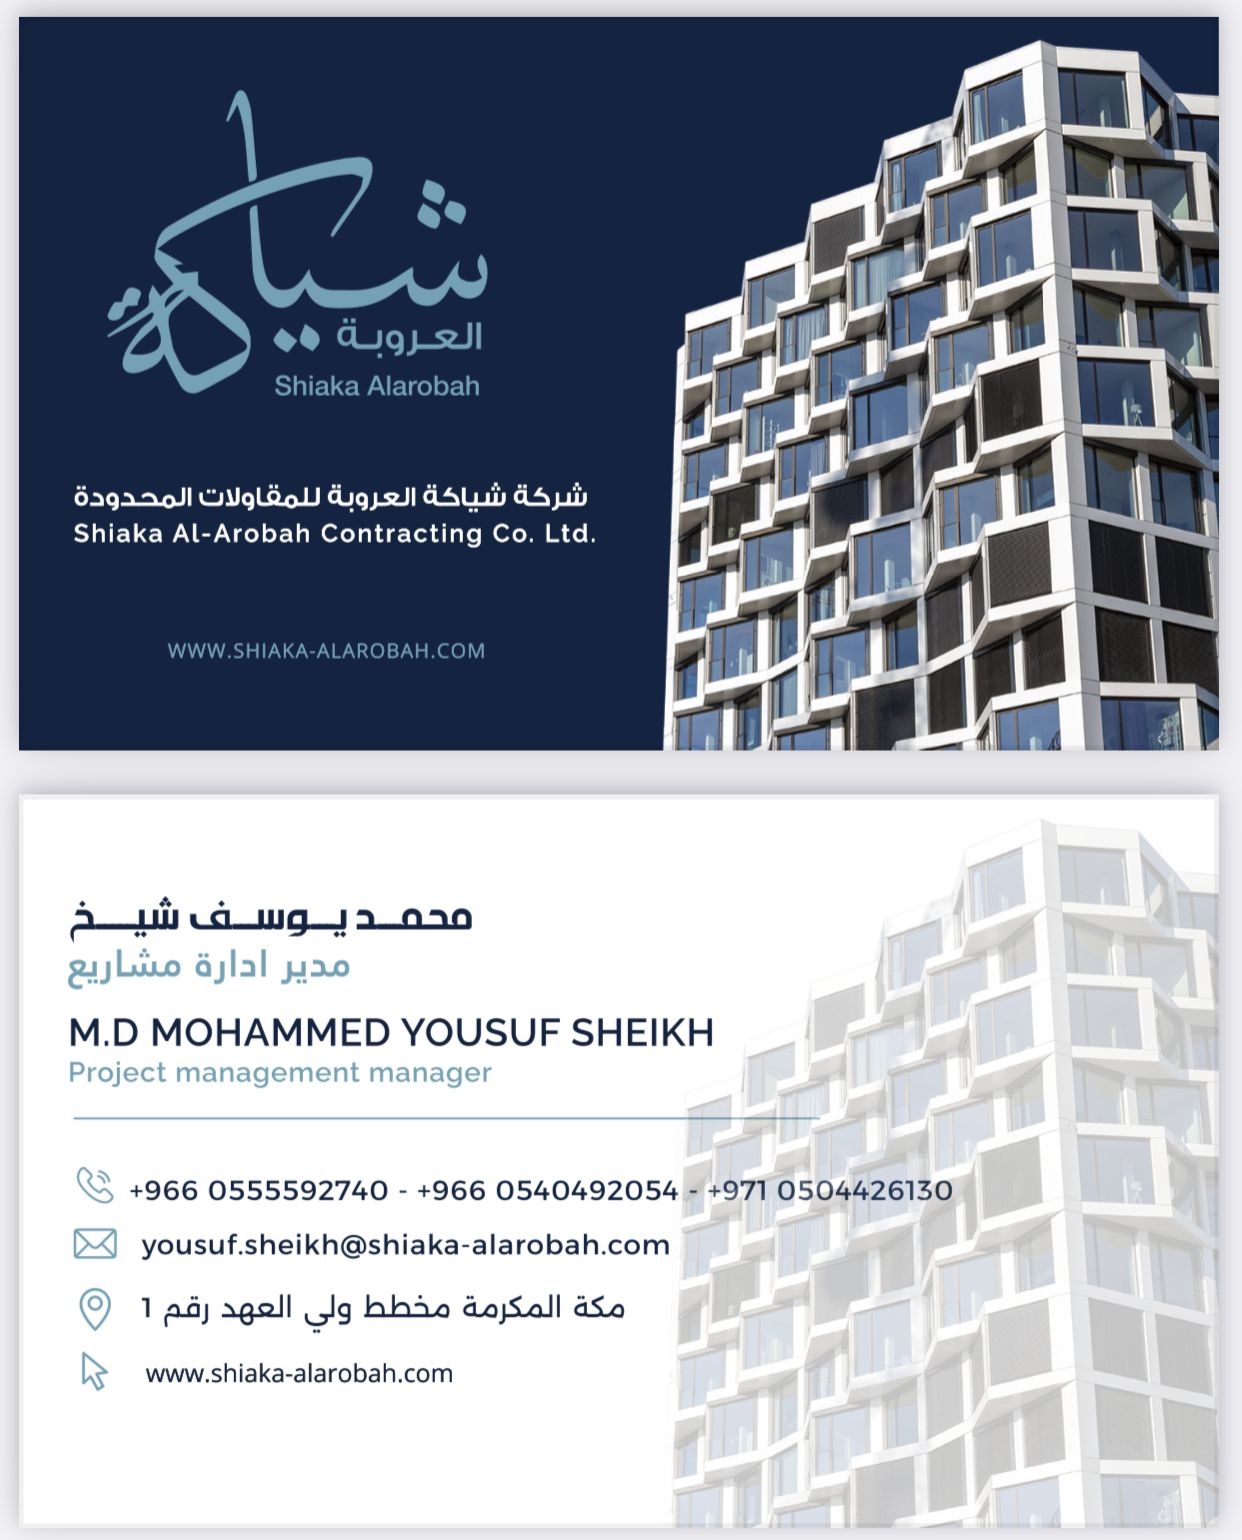 شياكة
العروبة
Shiaka Alarobah
شركة شياكة العروبة للمقاولات المحدودة
Shiaka Al-Arobah Contracting Co. Ltd.
WWW.SHIAKA-ALAROBAH.COM
محمد يوسف شيخ
مدير ادارة مشاريع
M.D MOHAMMED YOUSUF SHEIKH
Project management manager
+966 0555592740 - +966 0540492054 - +971 0504426130
yousuf.sheikh@shiaka-alarobah.com
مكة المكرمة مخطط ولي العهد رقم 1
www.shiaka-alarobah.com